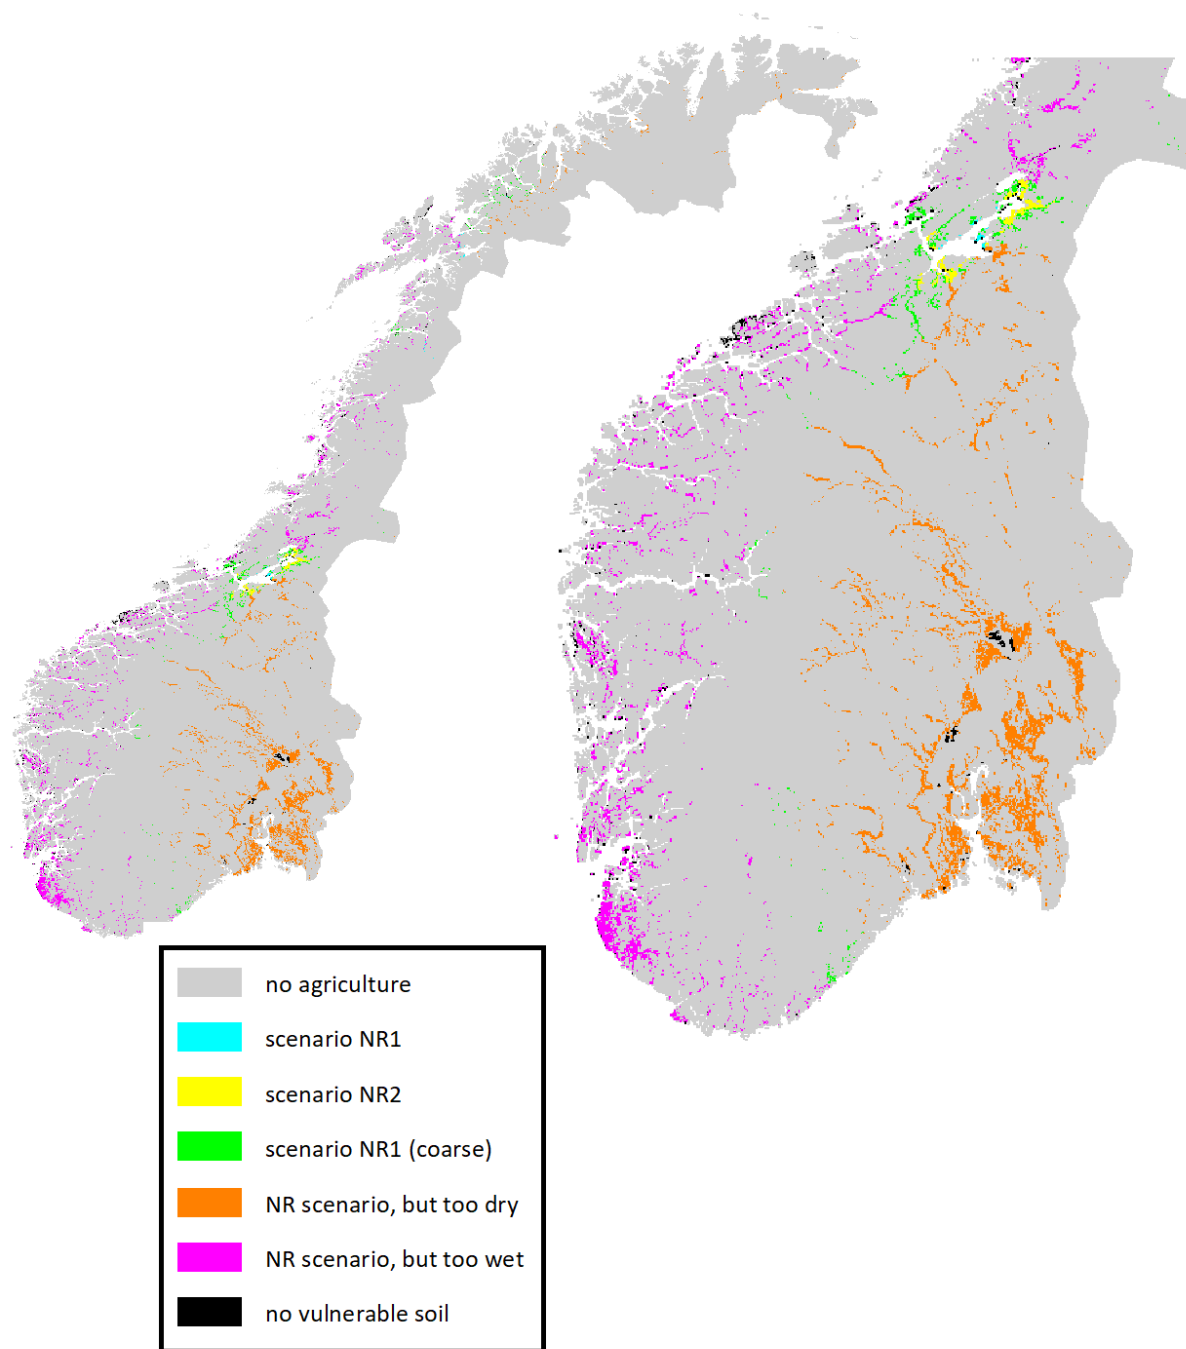 no agriculture
scenario NR1
scenario NR2
scenario NR1 (coarse)
NR scenario, but too dry
NR scenario, but too wet
no vulnerable soil